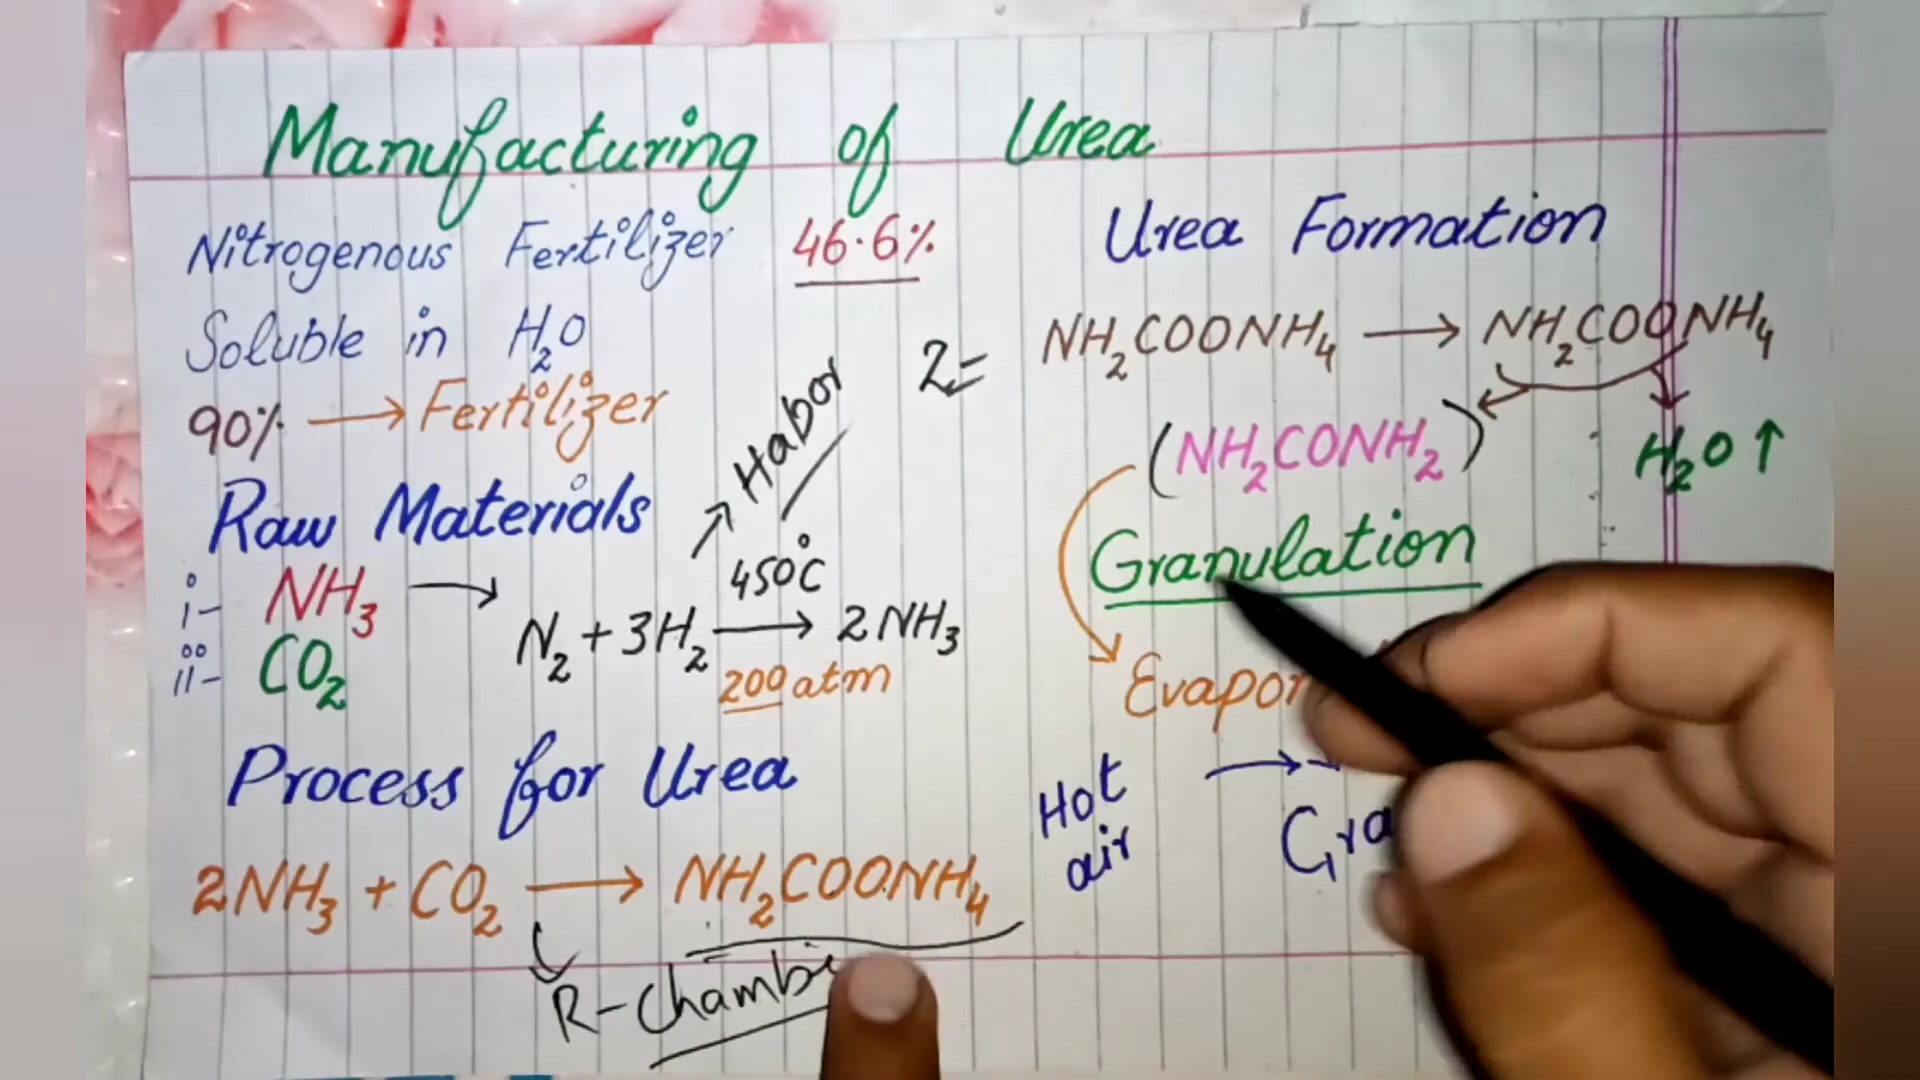 Manufacturing of Urea
Nitrogenous Fertilizer 46.6%
Soluble in H₂O
90% → Fertilizer
Raw Materials
i- NH₃ →
ii- CO₂
N₂ + 3H₂ → 2NH₃
450°C
200 atm
Habor
Process for Urea
2NH₃ + CO₂ → NH₂COONH₄
R-Chambe
2=
Urea Formation
NH₂COONH₄ → NH₂COONH₄
(NH₂CONH₂)
H₂O ↑
Granulation
Hot air →